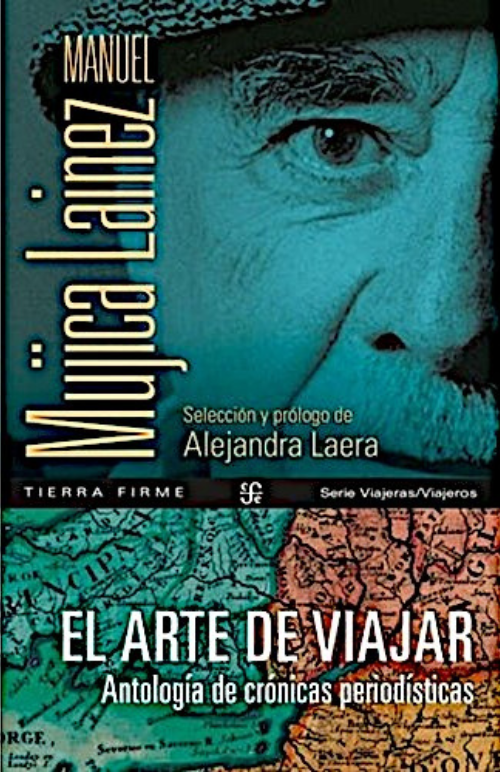 MANUEL
Mujica Lainez
Selección y prólogo de
Alejandra Laera
TIERRA FIRME
Serie Viajeras/Viajeros
EL ARTE DE VIAJAR
Antología de crónicas periodísticas